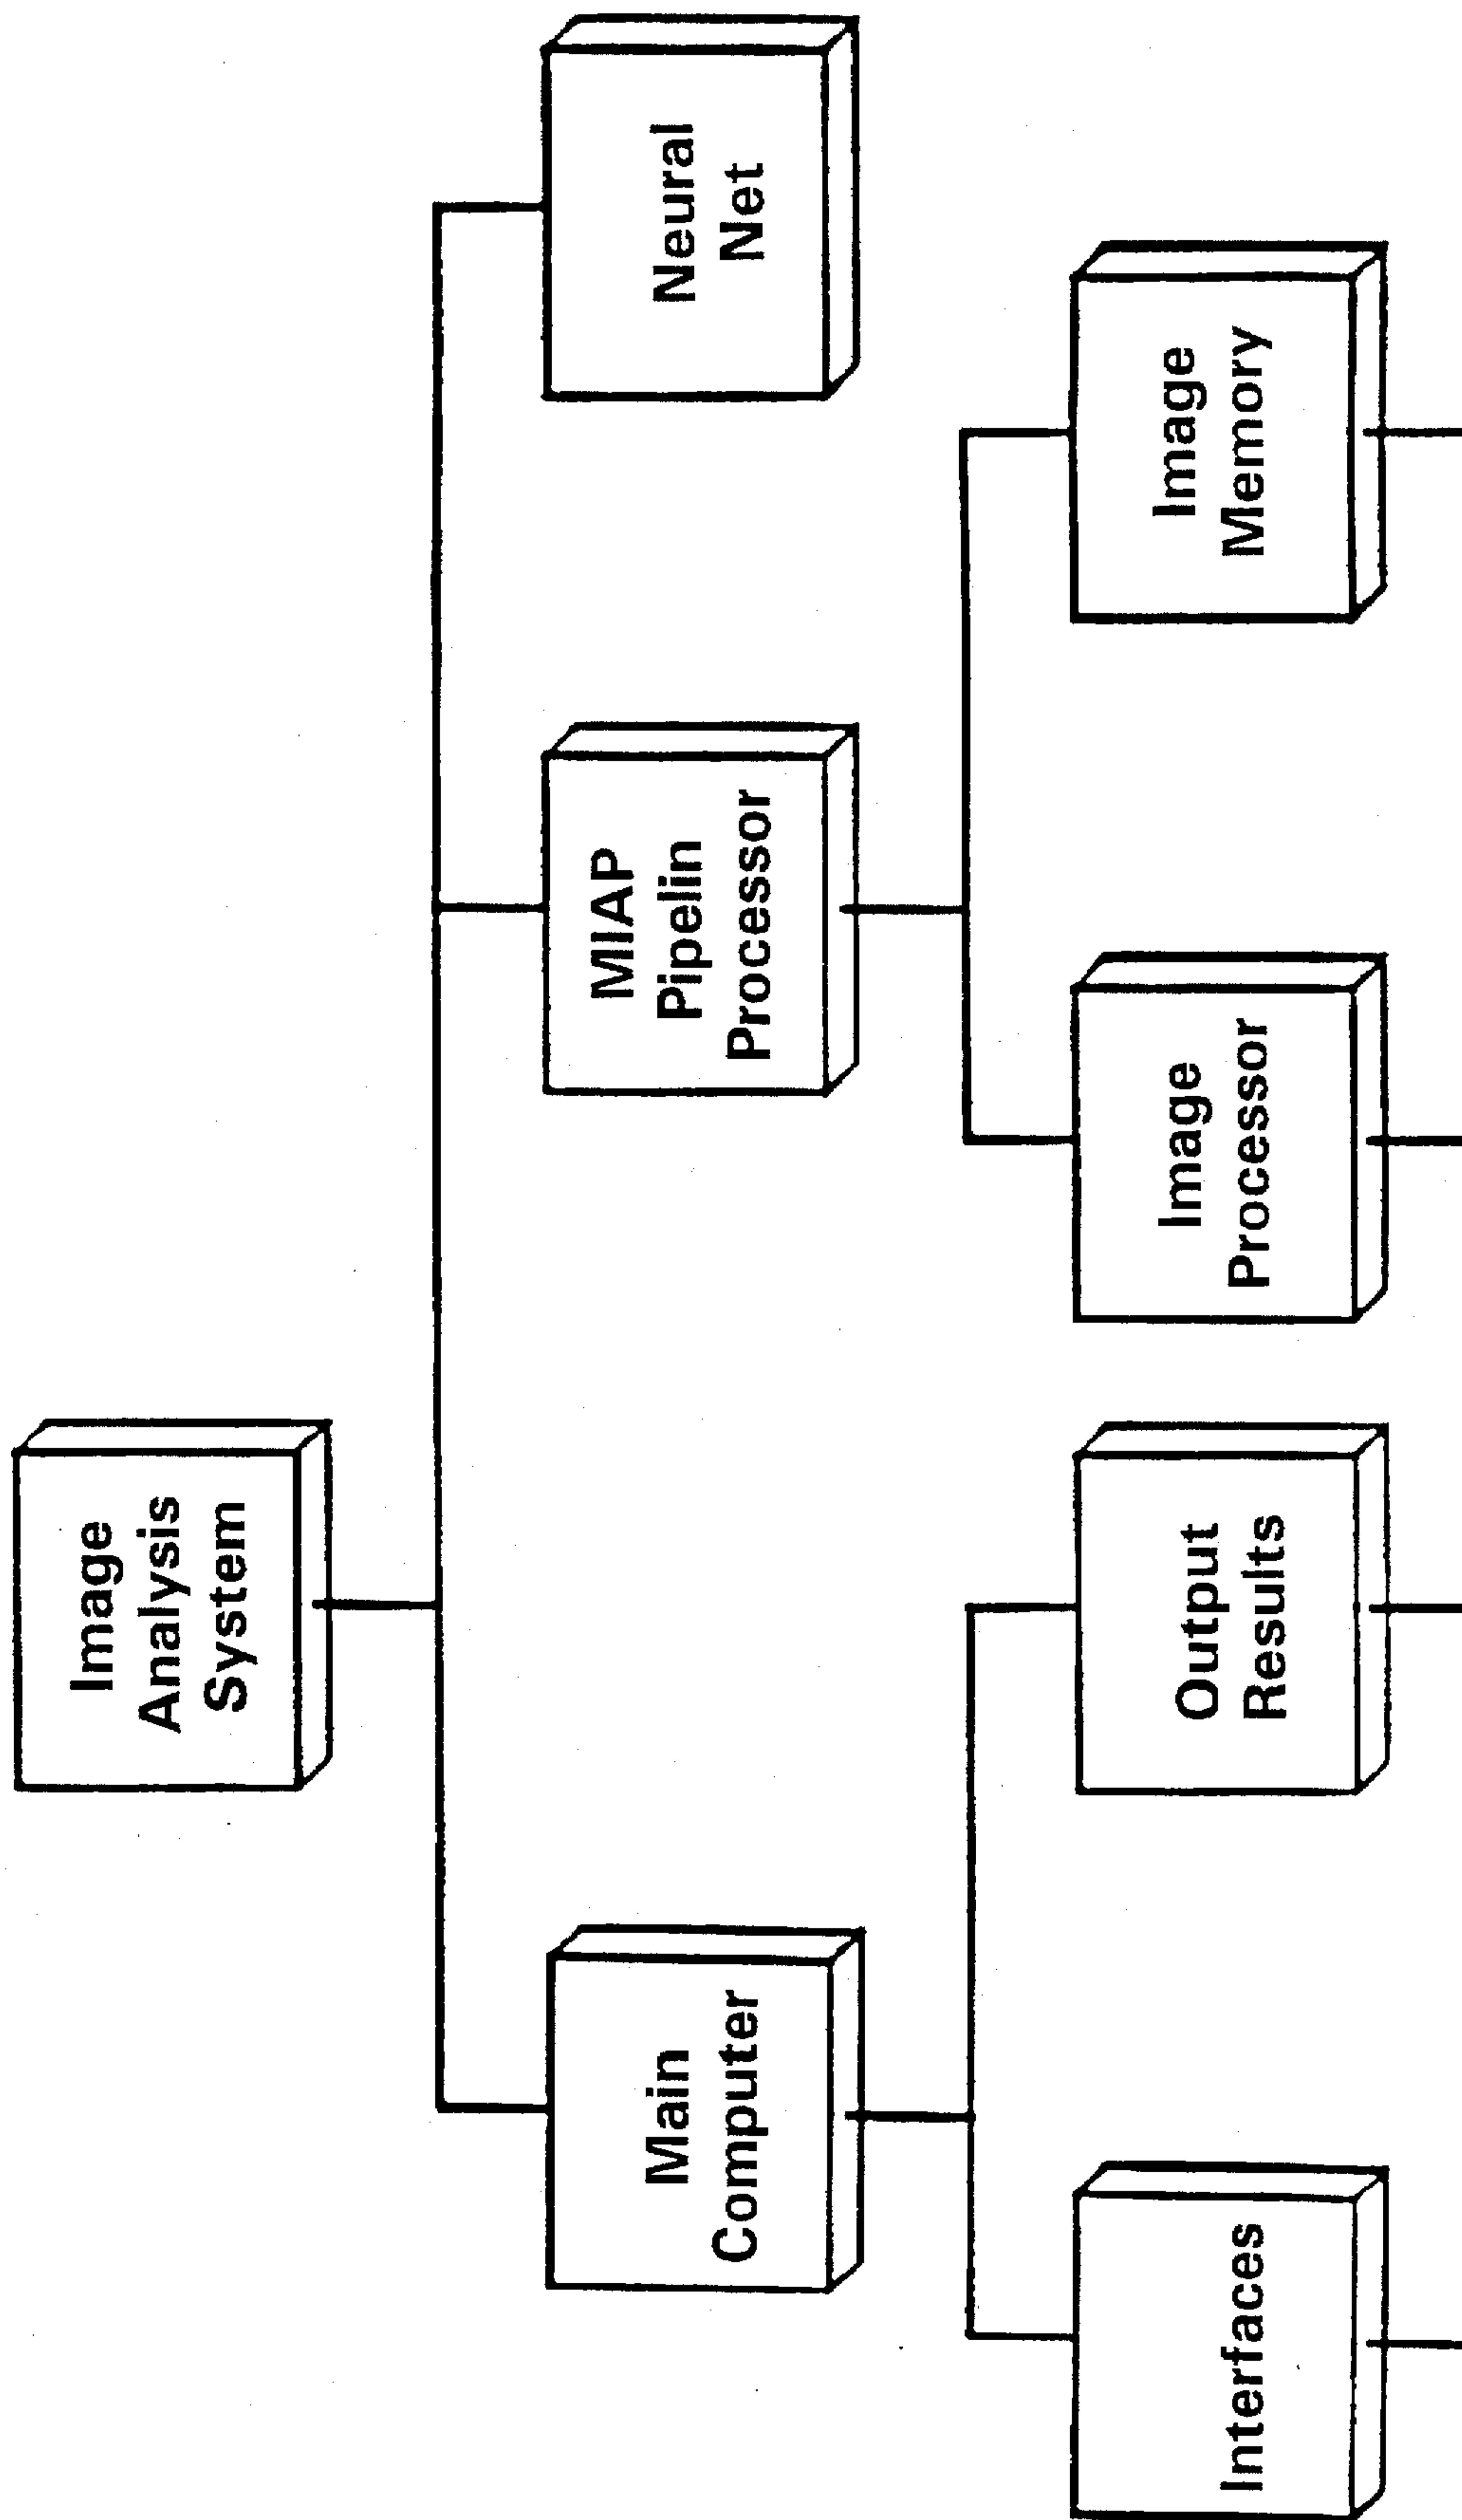 Image
Analysis
System
Main
Computer
MIAP
Pipelin
Processor
Neural
Net
Interfaces
Output
Results
Image
Processor
Image
Memory